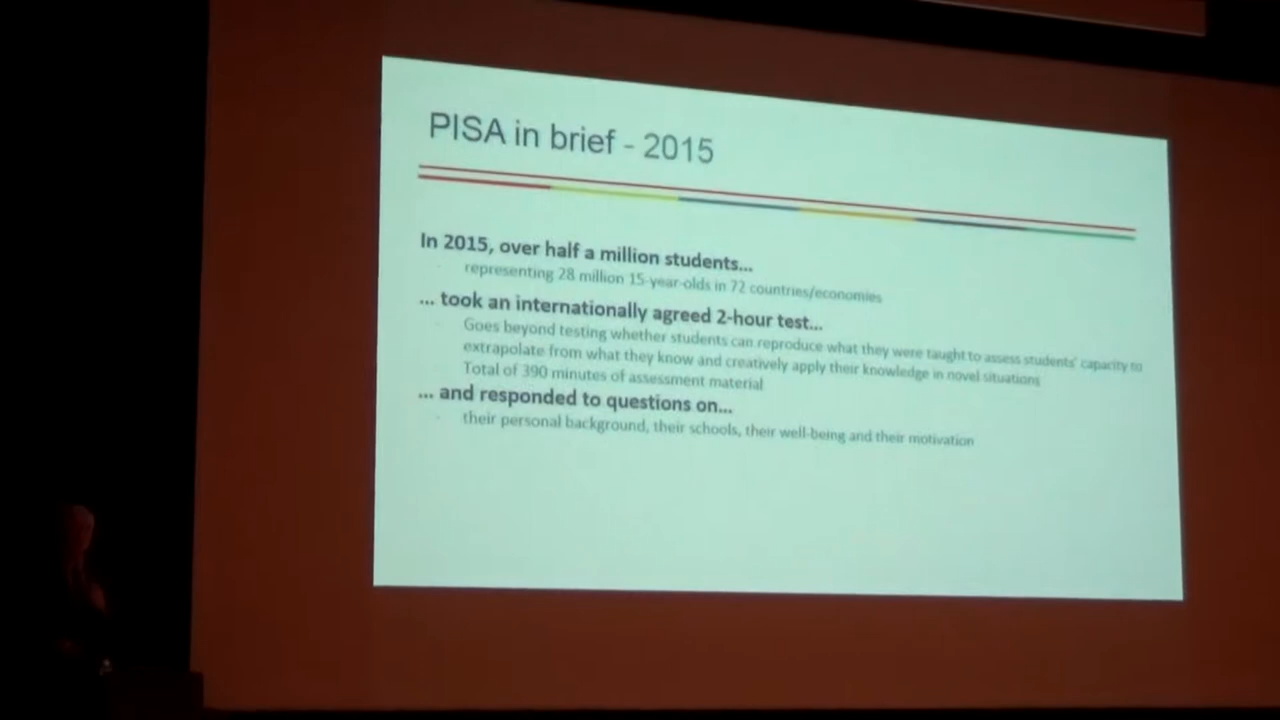 PISA in brief - 2015
In 2015, over half a million students...
representing 28 million 15-year-olds in 72 countries/economies
... took an internationally agreed 2-hour test...
Goes beyond testing whether students can reproduce what they were taught to assess students' capacity to
extrapolate from what they know and creatively apply their knowledge in novel situations
Total of 390 minutes of assessment material
... and responded to questions on...
their personal background, their schools, their well-being and their motivation